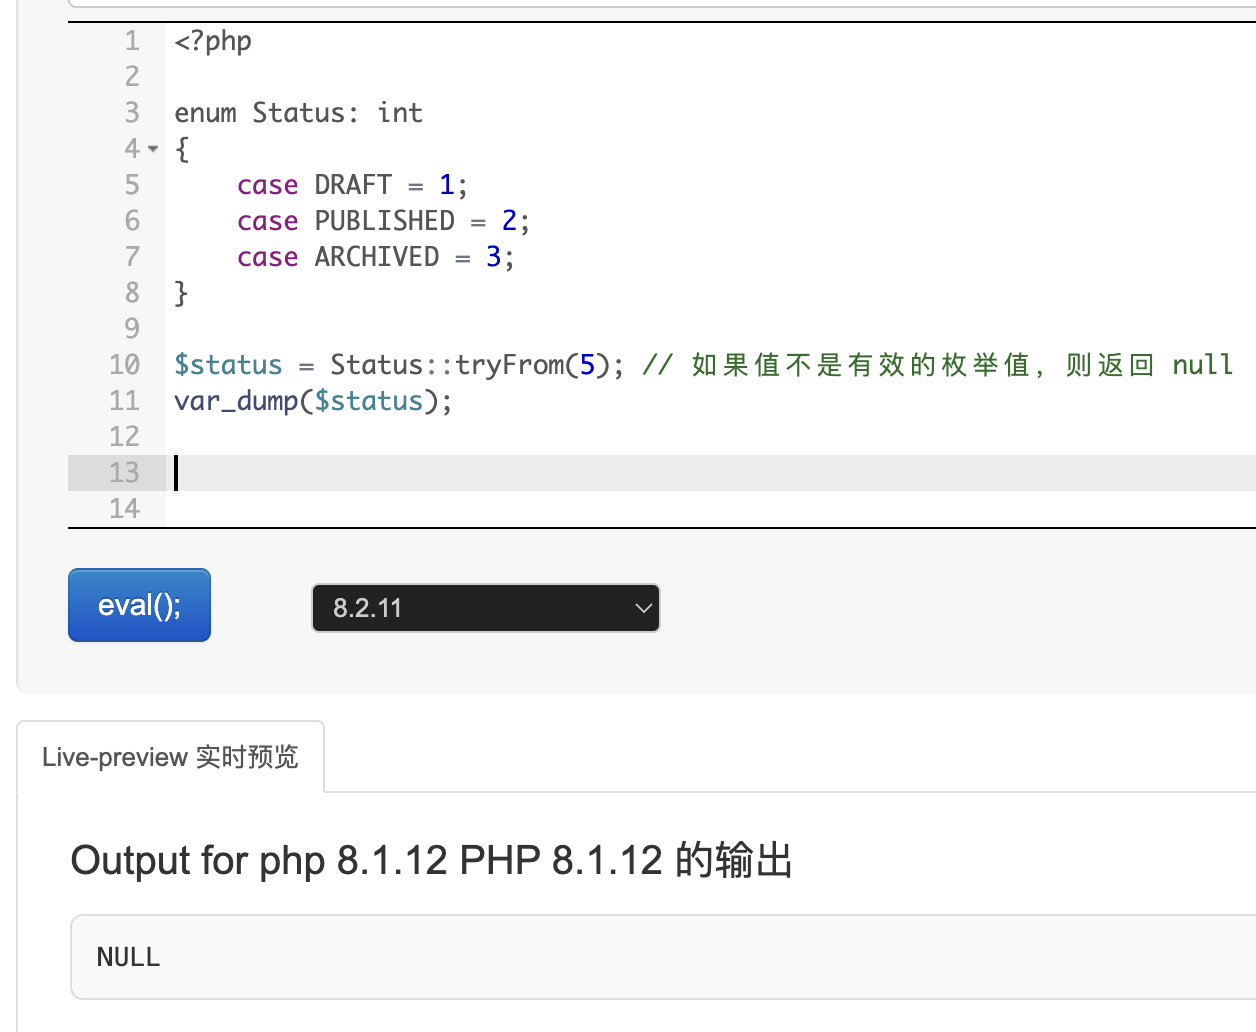 1 <?php
2
3 enum Status: int
4 {
5     case DRAFT = 1;
6     case PUBLISHED = 2;
7     case ARCHIVED = 3;
8 }
9
10 $status = Status::tryFrom(5); // 如果值不是有效的枚举值，则返回 null
11 var_dump($status);
12
13
14
eval();
8.2.11
Live-preview 实时预览
Output for php 8.1.12 PHP 8.1.12 的输出
NULL